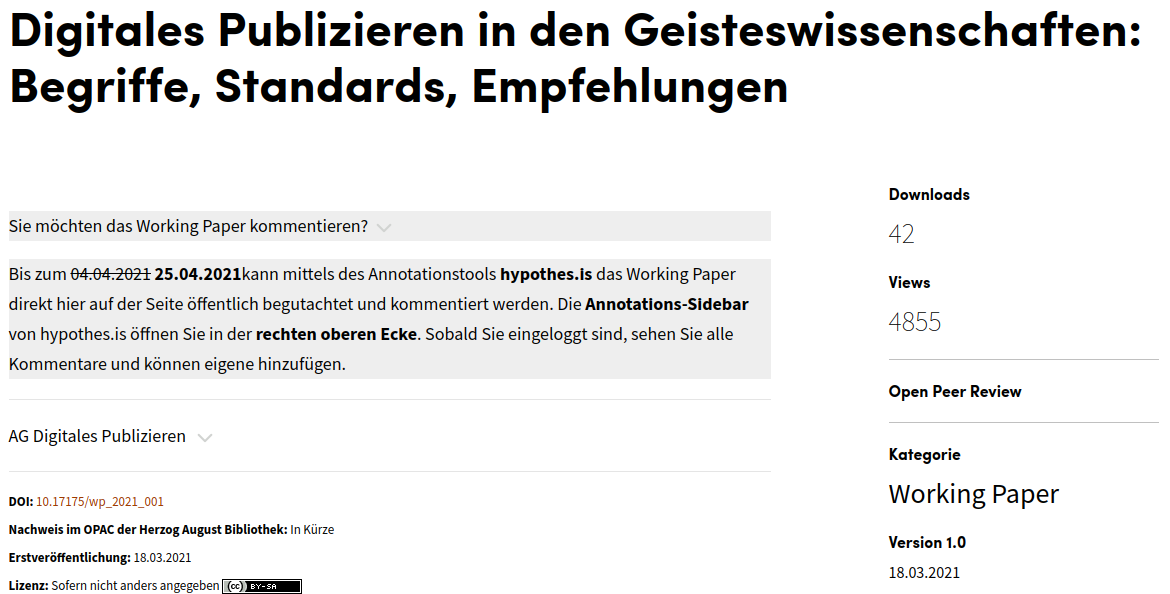 Digitales Publizieren in den Geisteswissenschaften:
Begriffe, Standards, Empfehlungen
Sie möchten das Working Paper kommentieren?
Bis zum 04.04.2021 25.04.2021kann mittels des Annotationstools hypothes.is das Working Paper
direkt hier auf der Seite öffentlich begutachtet und kommentiert werden. Die Annotations-Sidebar
von hypothes.is öffnen Sie in der rechten oberen Ecke. Sobald Sie eingeloggt sind, sehen Sie alle
Kommentare und können eigene hinzufügen.
AG Digitales Publizieren
DOI: 10.17175/wp_2021_001
Nachweis im OPAC der Herzog August Bibliothek: In Kürze
Erstveröffentlichung: 18.03.2021
Lizenz: Sofern nicht anders angegeben (cc) BY-SA
Downloads
42
Views
4855
Open Peer Review
Kategorie
Working Paper
Version 1.0
18.03.2021